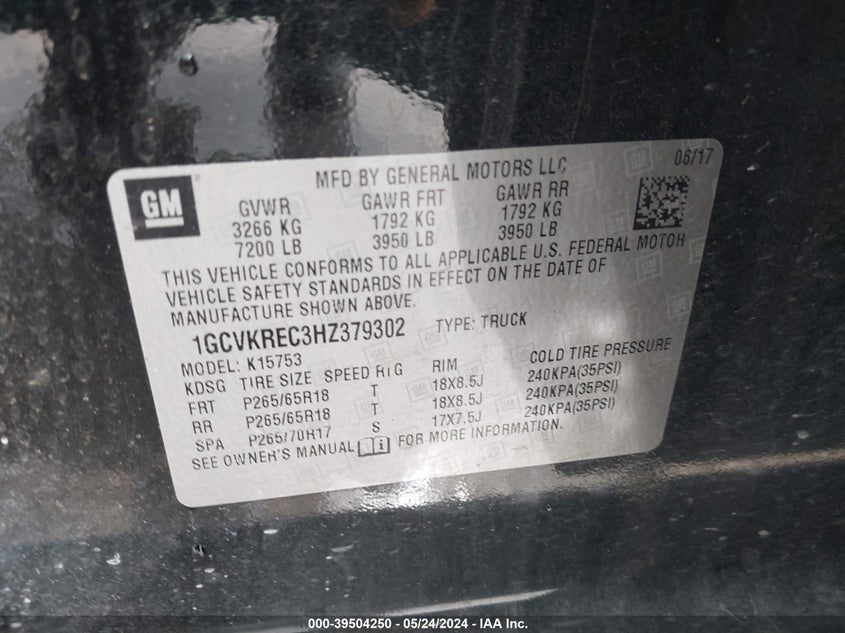 08/17
MFD BY GENERAL MOTORS LLC
GM
GVWR GAWR FRT GAWR RR
3266 KG 1792 KG 1792 KG
7200 LB 3950 LB 3950 LB
THIS VEHICLE CONFORMS TO ALL APPLICABLE U.S. FEDERAL MOTOR
VEHICLE SAFETY STANDARDS IN EFFECT ON THE DATE OF
MANUFACTURE SHOWN ABOVE.
1GCVKREC3HZ379302 TYPE: TRUCK
MODEL: K15753
KDSG TIRE SIZE SPEED RTG RIM COLD TIRE PRESSURE
FRT P265/65R18 T 18X8.5J 240KPA(35PSI)
RR P265/65R18 T 18X8.5J 240KPA(35PSI)
SPA P265/70R17 S 17X7.5J 240KPA(35PSI)
SEE OWNER'S MANUAL FOR MORE INFORMATION.
000-39504250 - 05/24/2024 - IAA Inc.